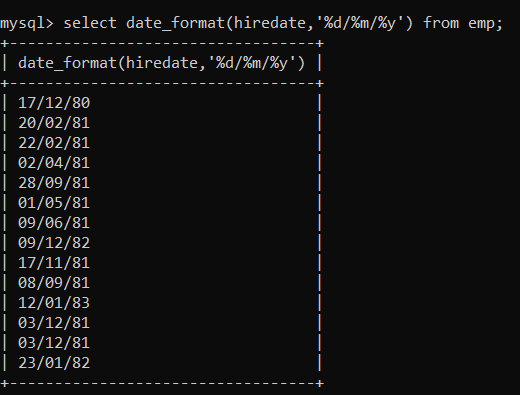 mysql> select date_format(hiredate,'%d/%m/%y') from emp;
+----------------------------------+
| date_format(hiredate,'%d/%m/%y') |
+----------------------------------+
| 17/12/80                         |
| 20/02/81                         |
| 22/02/81                         |
| 02/04/81                         |
| 28/09/81                         |
| 01/05/81                         |
| 09/06/81                         |
| 09/12/82                         |
| 17/11/81                         |
| 08/09/81                         |
| 12/01/83                         |
| 03/12/81                         |
| 03/12/81                         |
| 23/01/82                         |
+----------------------------------+